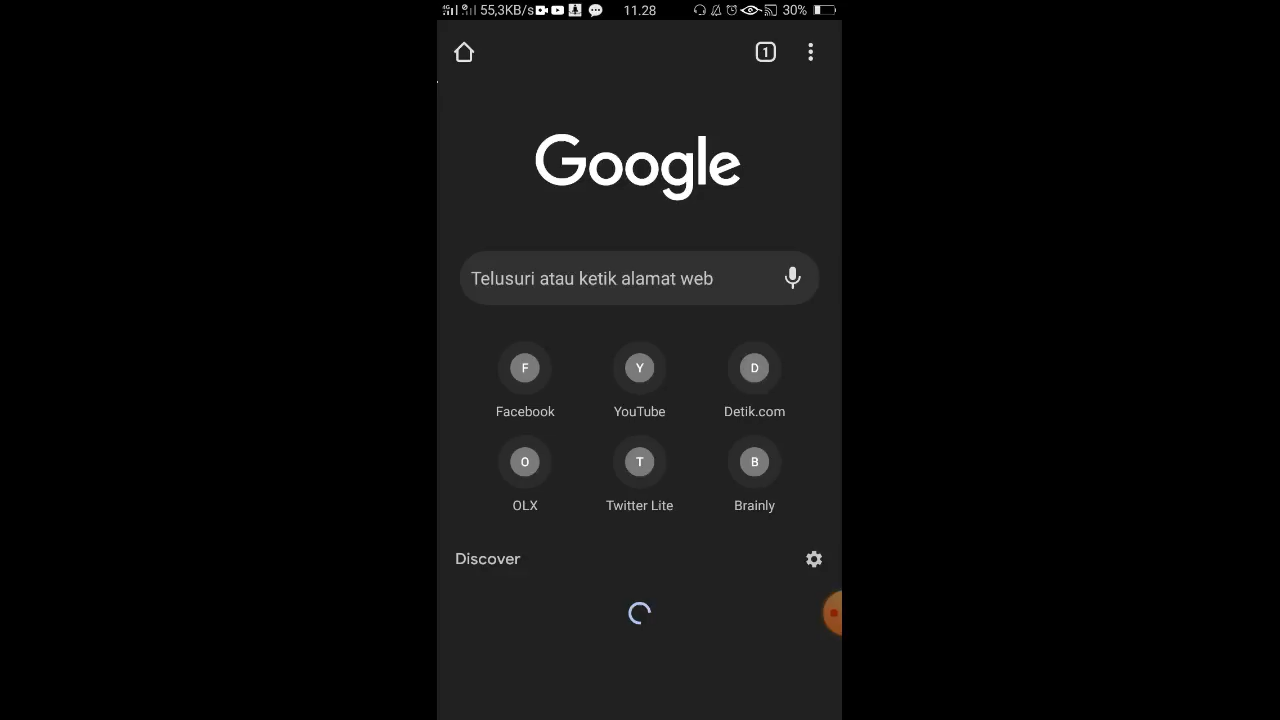 4G 55,3KB/s 11.28 30%
1
Google
Telusuri atau ketik alamat web
F Y D
Facebook YouTube Detik.com
O T B
OLX Twitter Lite Brainly
Discover